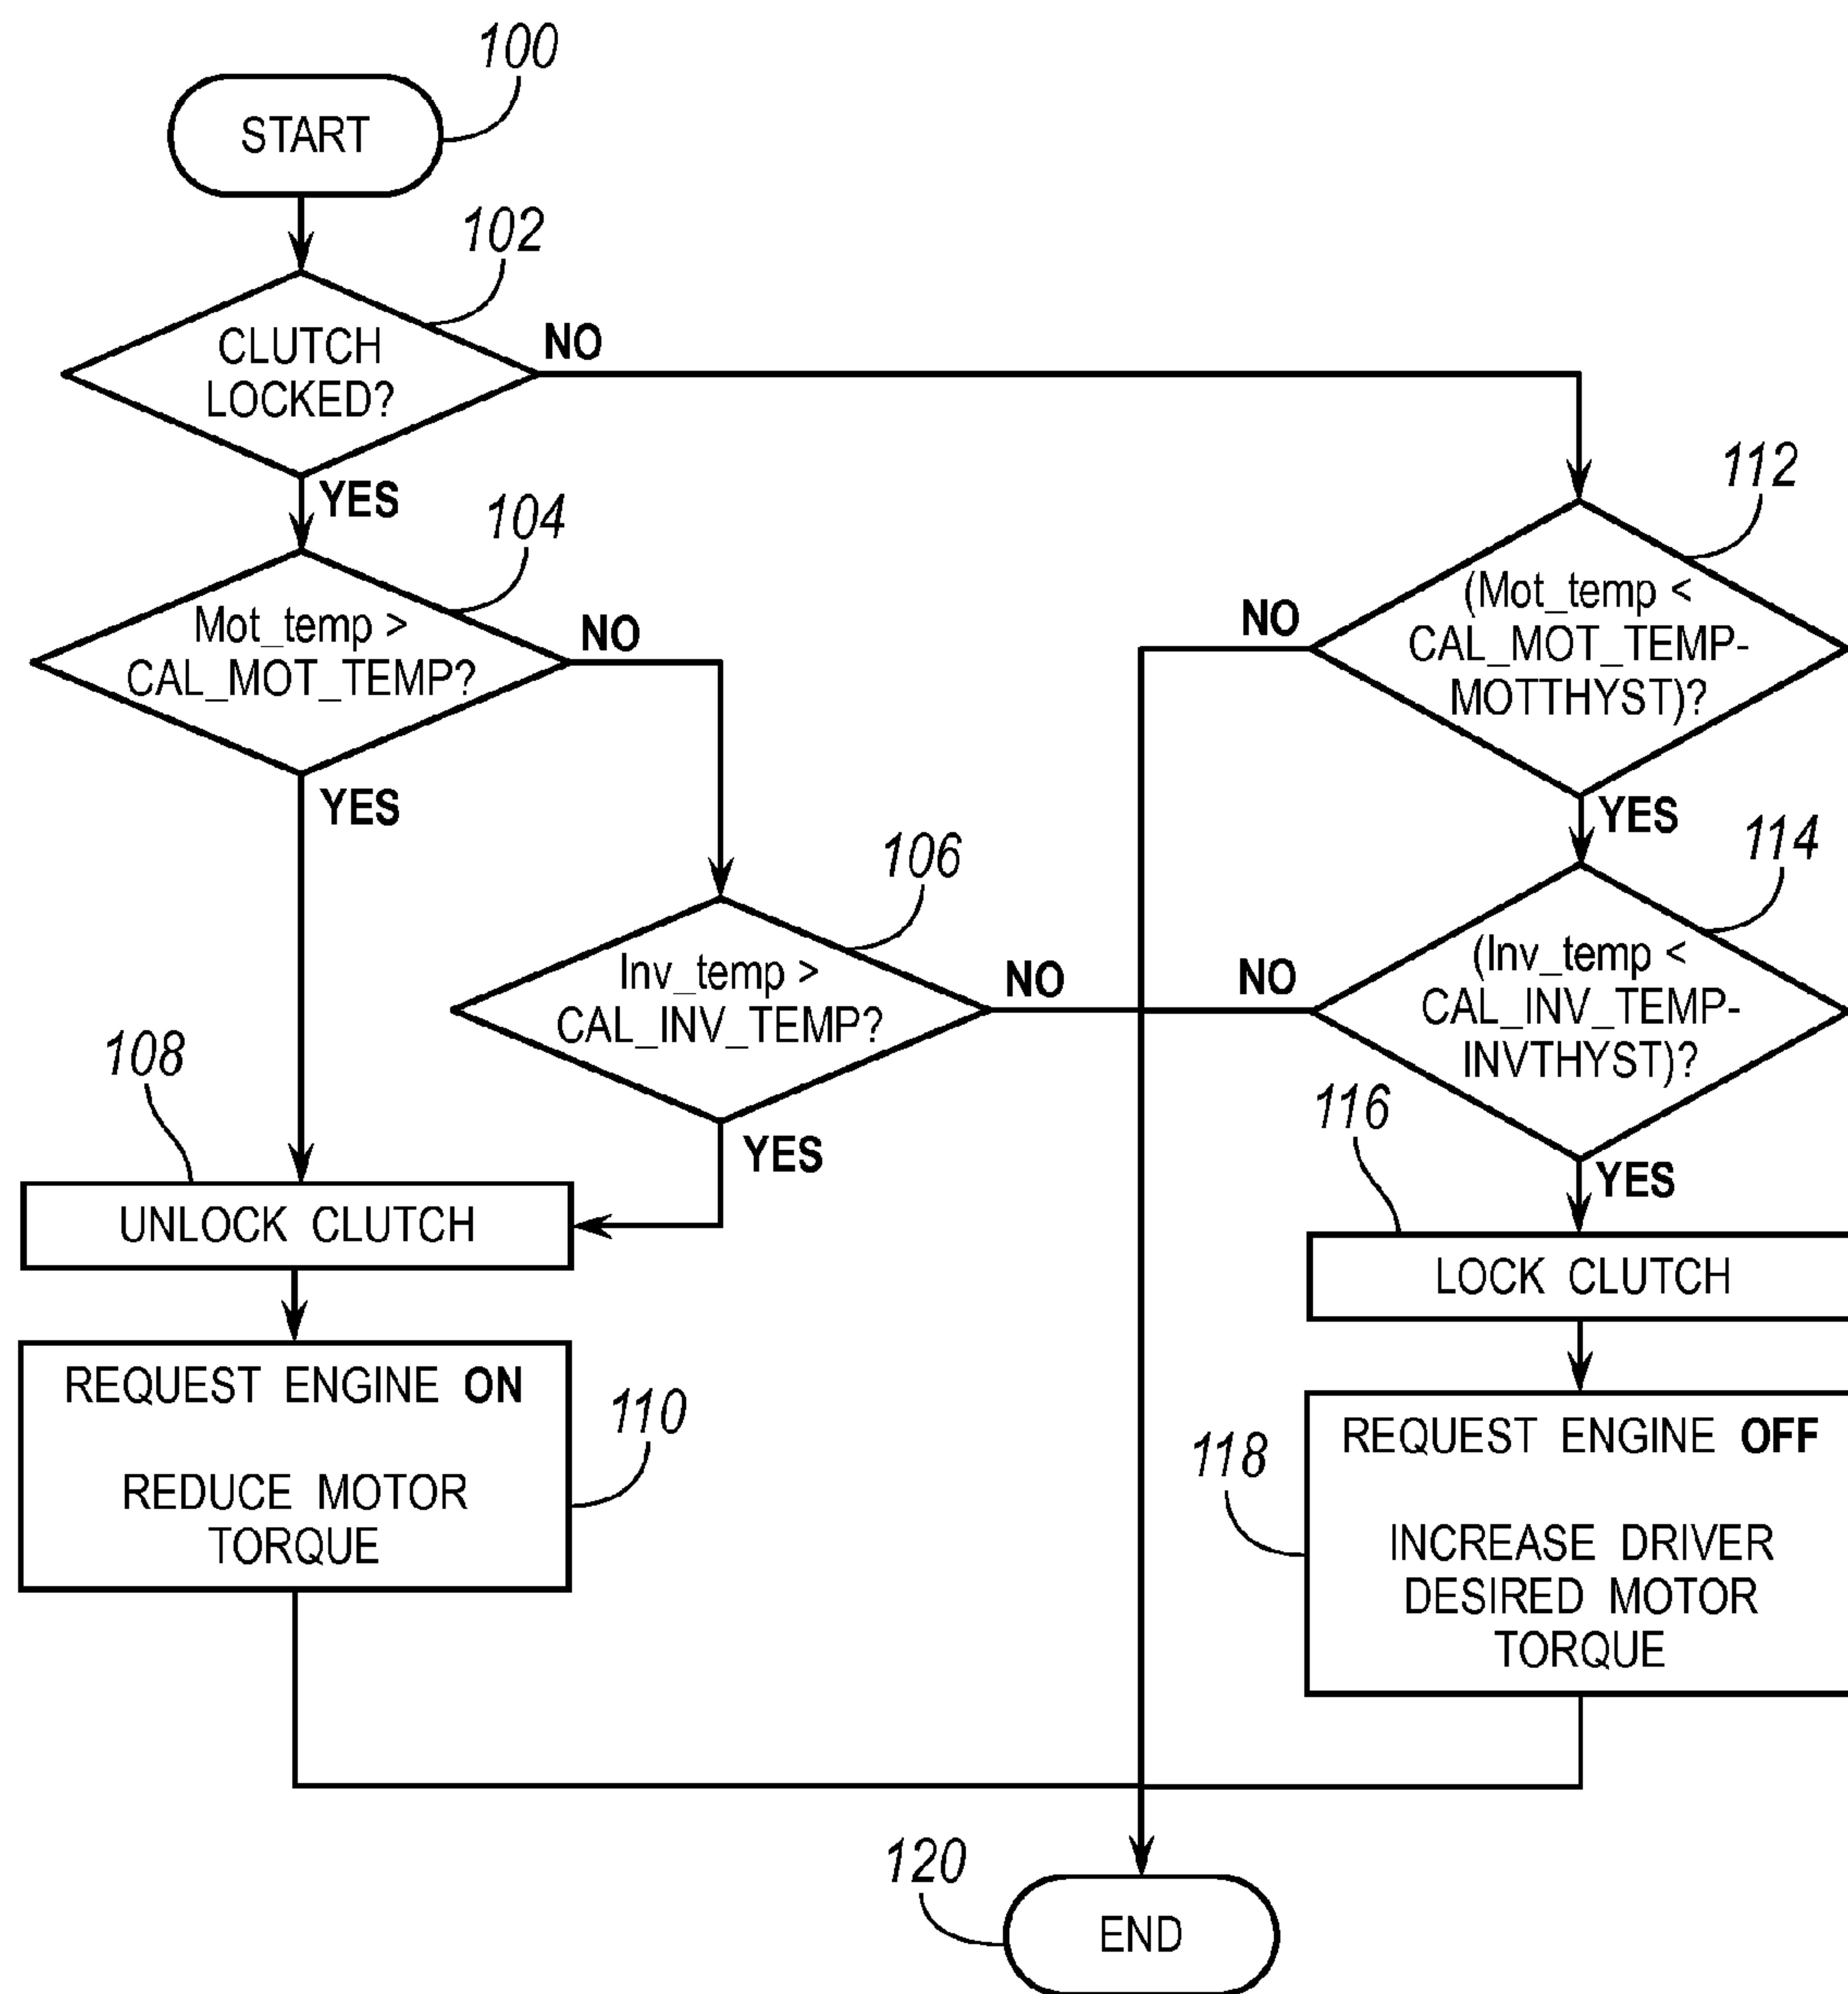 100
START
102
CLUTCH
LOCKED?
NO
YES
104
Mot_temp >
CAL_MOT_TEMP?
NO
YES
106
Inv_temp >
CAL_INV_TEMP?
NO
YES
108
UNLOCK CLUTCH
REQUEST ENGINE ON
REDUCE MOTOR
TORQUE
110
112
(Mot_temp <
CAL_MOT_TEMP-
MOTTHYST)?
NO
YES
114
(Inv_temp <
CAL_INV_TEMP-
INVTHYST)?
NO
YES
116
LOCK CLUTCH
118
REQUEST ENGINE OFF
INCREASE DRIVER
DESIRED MOTOR
TORQUE
120
END